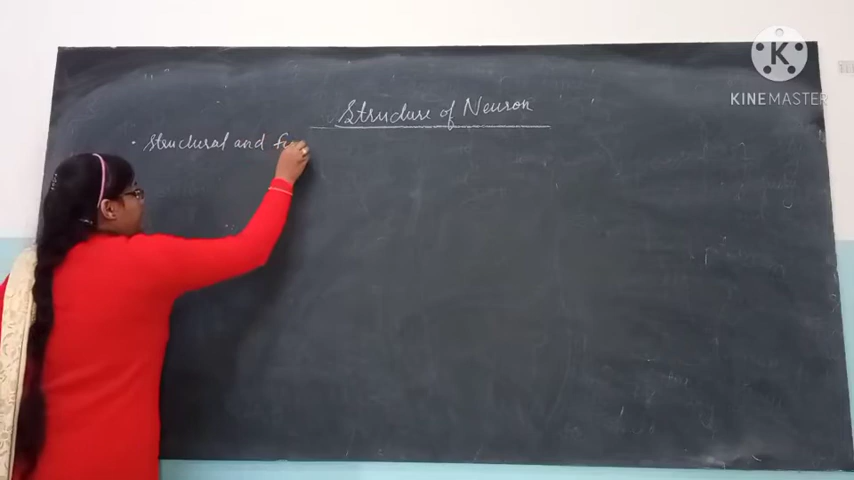 Structure of Neuron
• Structural and fu
K
KINEMASTER